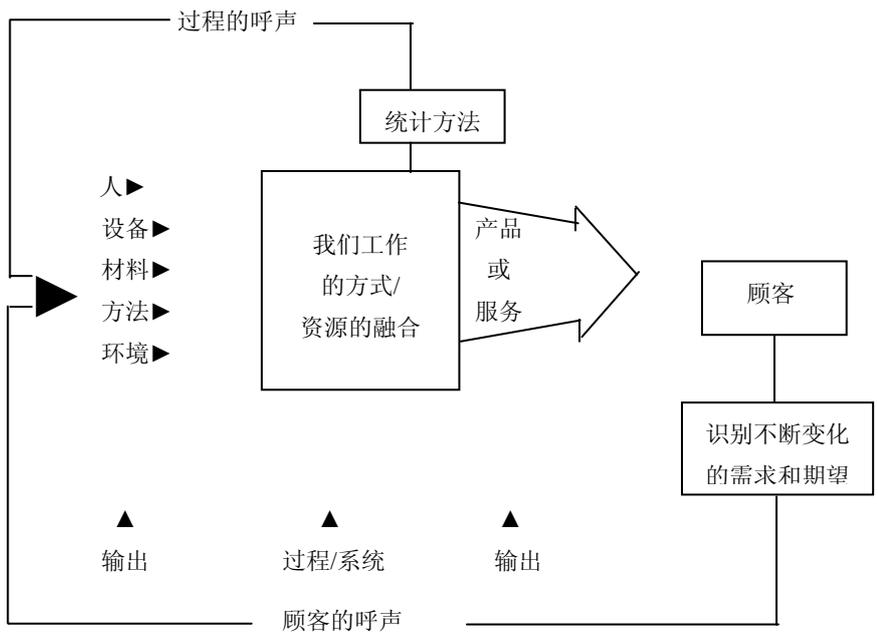 过程的呼声
统计方法
人►
设备►
材料►
方法►
环境►
我们工作
的方式/
资源的融合
产品
或
服务
顾客
识别不断变化
的需求和期望
▲ ▲ ▲
输出 过程/系统 输出
顾客的呼声